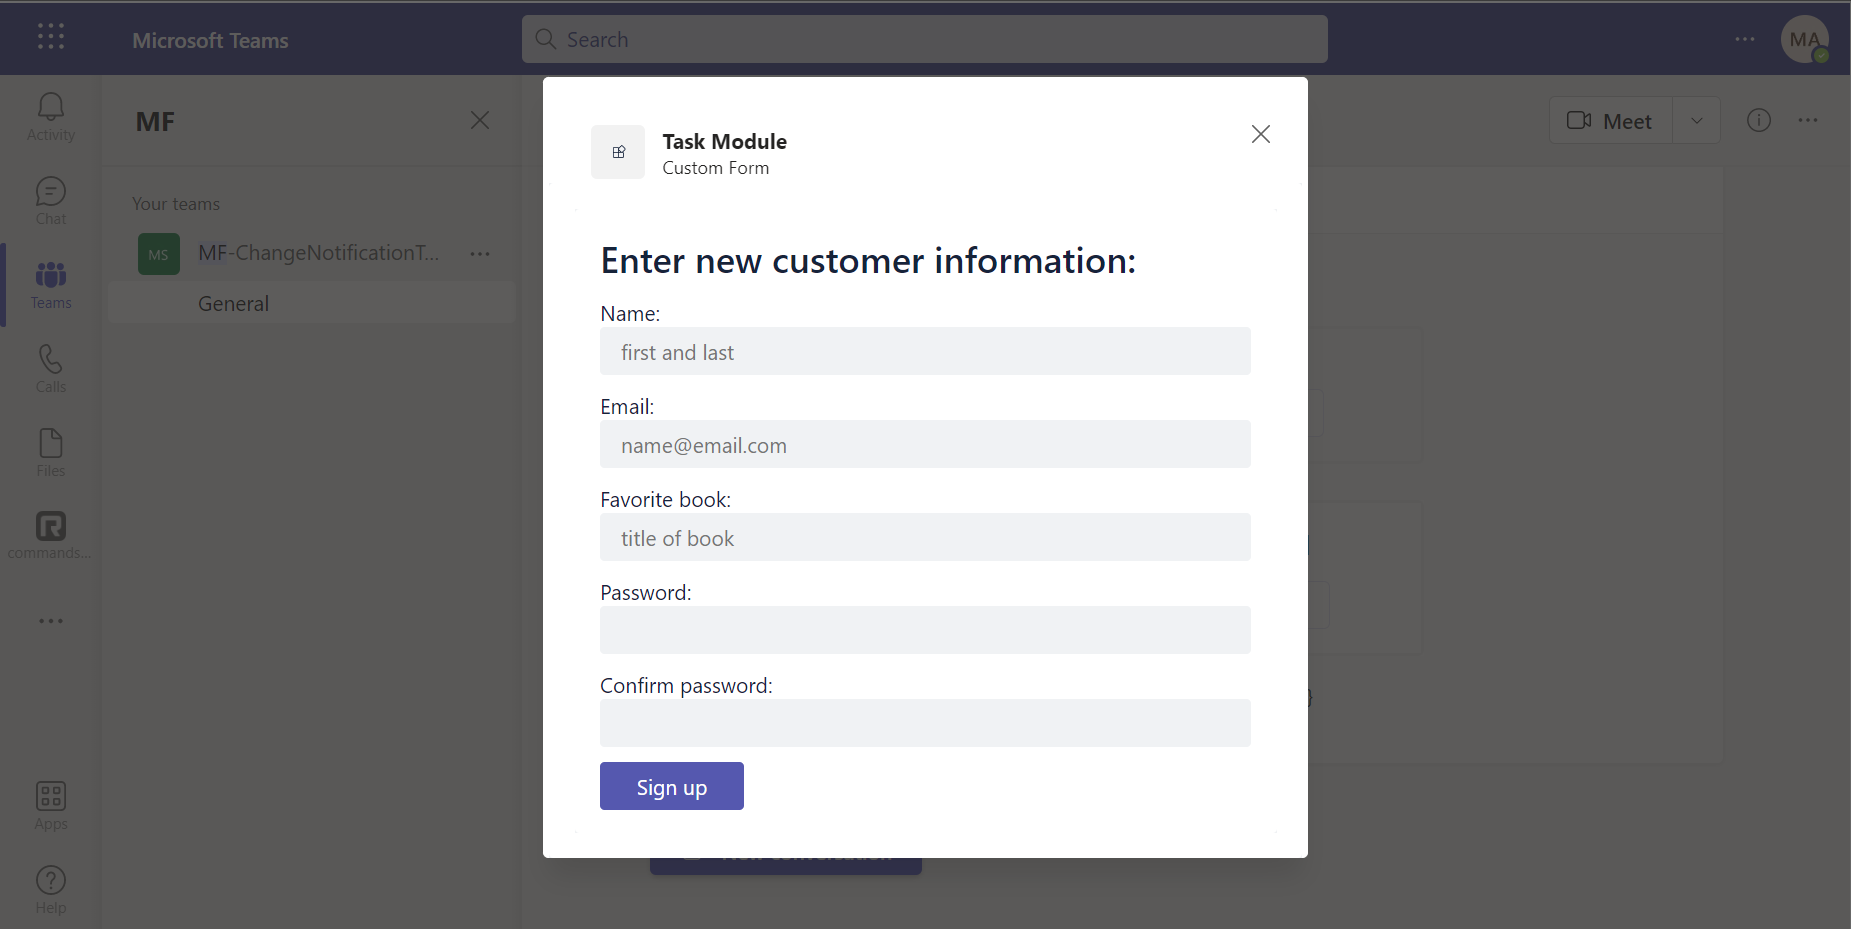 Microsoft Teams
Search
MA
Activity
Chat
Teams
Calls
Files
commands...
Apps
Help
MF
Your teams
MS
MF-ChangeNotificationT...
General
Meet
Task Module
Custom Form
Enter new customer information:
Name:
first and last
Email:
name@email.com
Favorite book:
title of book
Password:
Confirm password:
Sign up
}